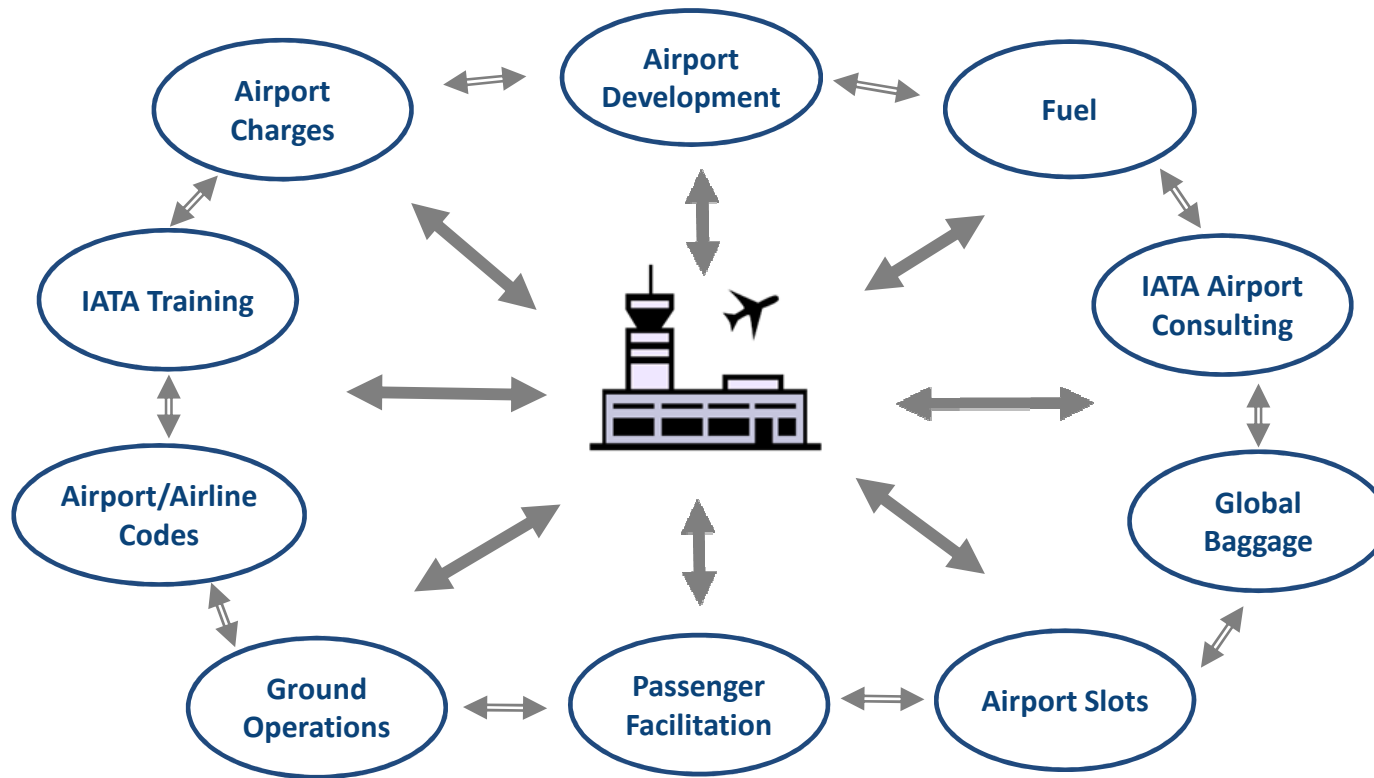 Airport
Development
Airport
Charges
Fuel
IATA Training
IATA Airport
Consulting
Airport/Airline
Codes
Global
Baggage
Ground
Operations
Passenger
Facilitation
Airport Slots